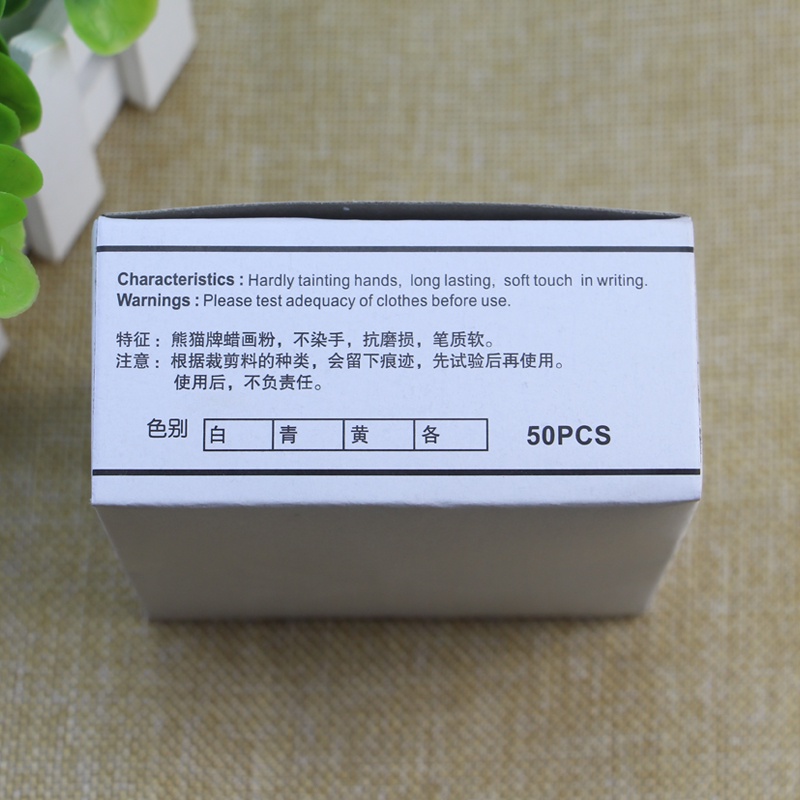 Characteristics : Hardly tainting hands, long lasting, soft touch in writing.
Warnings : Please test adequacy of clothes before use.
特征：熊猫牌蜡画粉，不染手，抗磨损，笔质软。
注意：根据裁剪料的种类，会留下痕迹，先试验后再使用。
使用后，不负责任。
色别 白 青 黄 各 50PCS